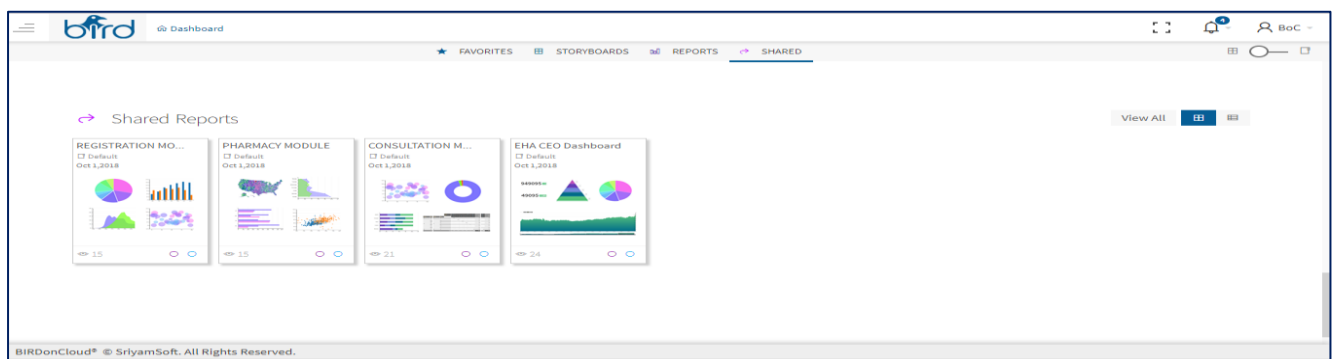 bird
Dashboard
4
BoC
FAVORITES STORYBOARDS REPORTS SHARED
Shared Reports
View All
REGISTRATION MO...
Default
Oct 1,2018
15
PHARMACY MODULE
Default
Oct 1,2018
15
CONSULTATION M...
Default
Oct 1,2018
21
EHA CEO Dashboard
Default
Oct 1,2018
24
BIRDonCloud® © SriyamSoft. All Rights Reserved.